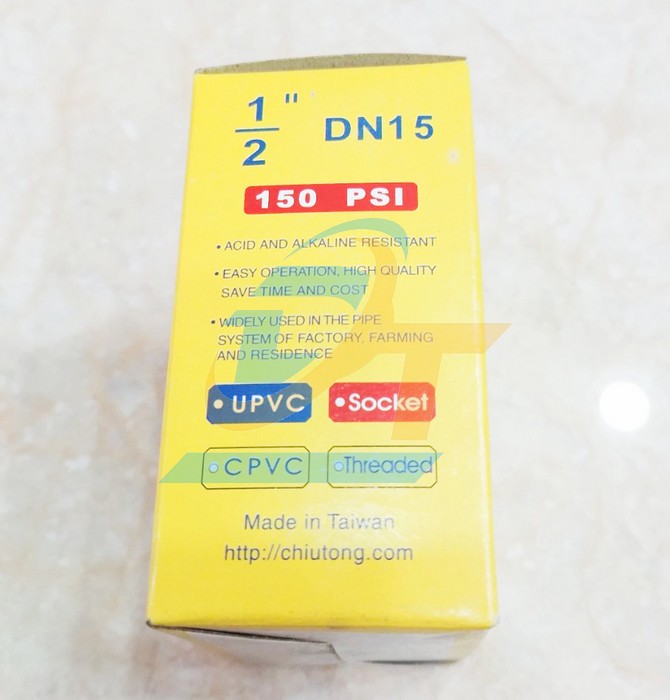 1/2" DN15
150 PSI
• ACID AND ALKALINE RESISTANT
• EASY OPERATION, HIGH QUALITY
SAVE TIME AND COST
• WIDELY USED IN THE PIPE
SYSTEM OF FACTORY, FARMING
AND RESIDENCE
• UPVC • Socket
• CPVC • Threaded
Made in Taiwan
http://chiutong.com